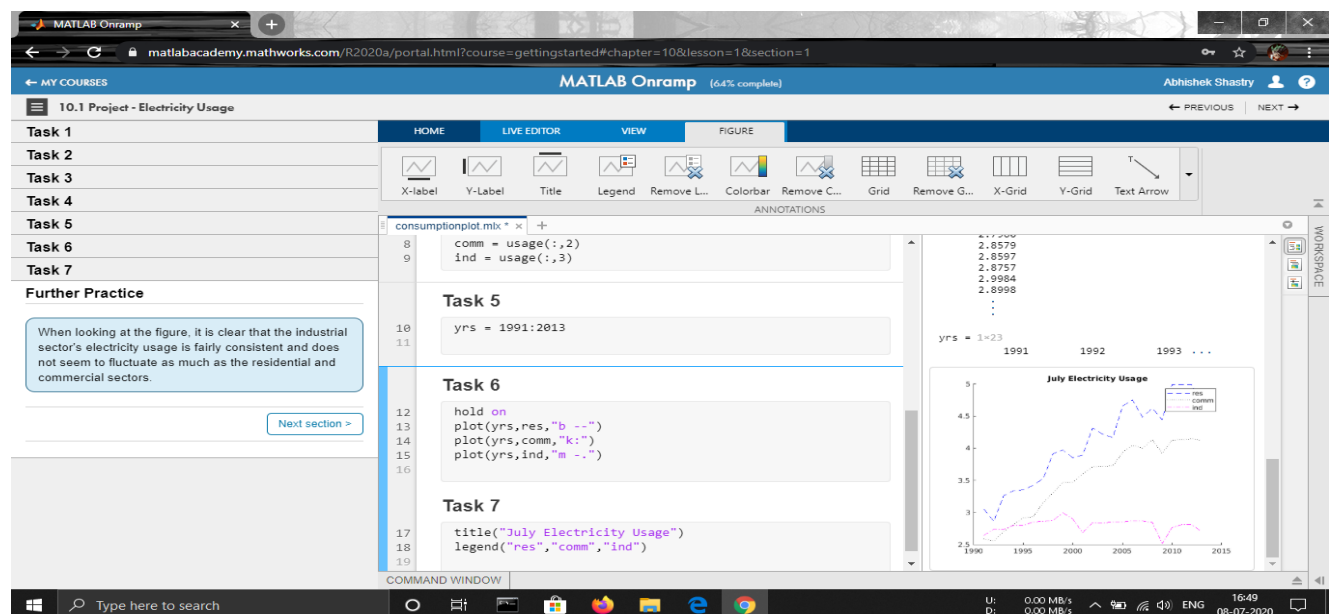 MATLAB Onramp
matlabacademy.mathworks.com/R2020a/portal.html?course=gettingstarted#chapter=10&lesson=1&section=1
← MY COURSES
MATLAB Onramp (64% complete)
Abhishek Shastry
10.1 Project - Electricity Usage
← PREVIOUS
NEXT →
Task 1
Task 2
Task 3
Task 4
Task 5
Task 6
Task 7
Further Practice
When looking at the figure, it is clear that the industrial
sector's electricity usage is fairly consistent and does
not seem to fluctuate as much as the residential and
commercial sectors.
Next section >
HOME LIVE EDITOR VIEW FIGURE
X-label Y-Label Title Legend Remove L... Colorbar Remove C... Grid Remove G... X-Grid Y-Grid Text Arrow
ANNOTATIONS
consumptionplot.mlx * × +
8 comm = usage(:,2)
9 ind = usage(:,3)
Task 5
10 yrs = 1991:2013
11
Task 6
12 hold on
13 plot(yrs,res,"b --")
14 plot(yrs,comm,"k:")
15 plot(yrs,ind,"m -.")
16
Task 7
17 title("July Electricity Usage")
18 legend("res","comm","ind")
19
2.8579
2.8597
2.8757
2.9984
2.8998
⋮
yrs = 1×23
1991 1992 1993 ...
July Electricity Usage
res
comm
ind
5
4.5
4
3.5
3
2.5
1990 1995 2000 2005 2010 2015
WORKSPACE
COMMAND WINDOW
Type here to search
U: 0.00 MB/s
D: 0.00 MB/s
ENG
16:49
08-07-2020